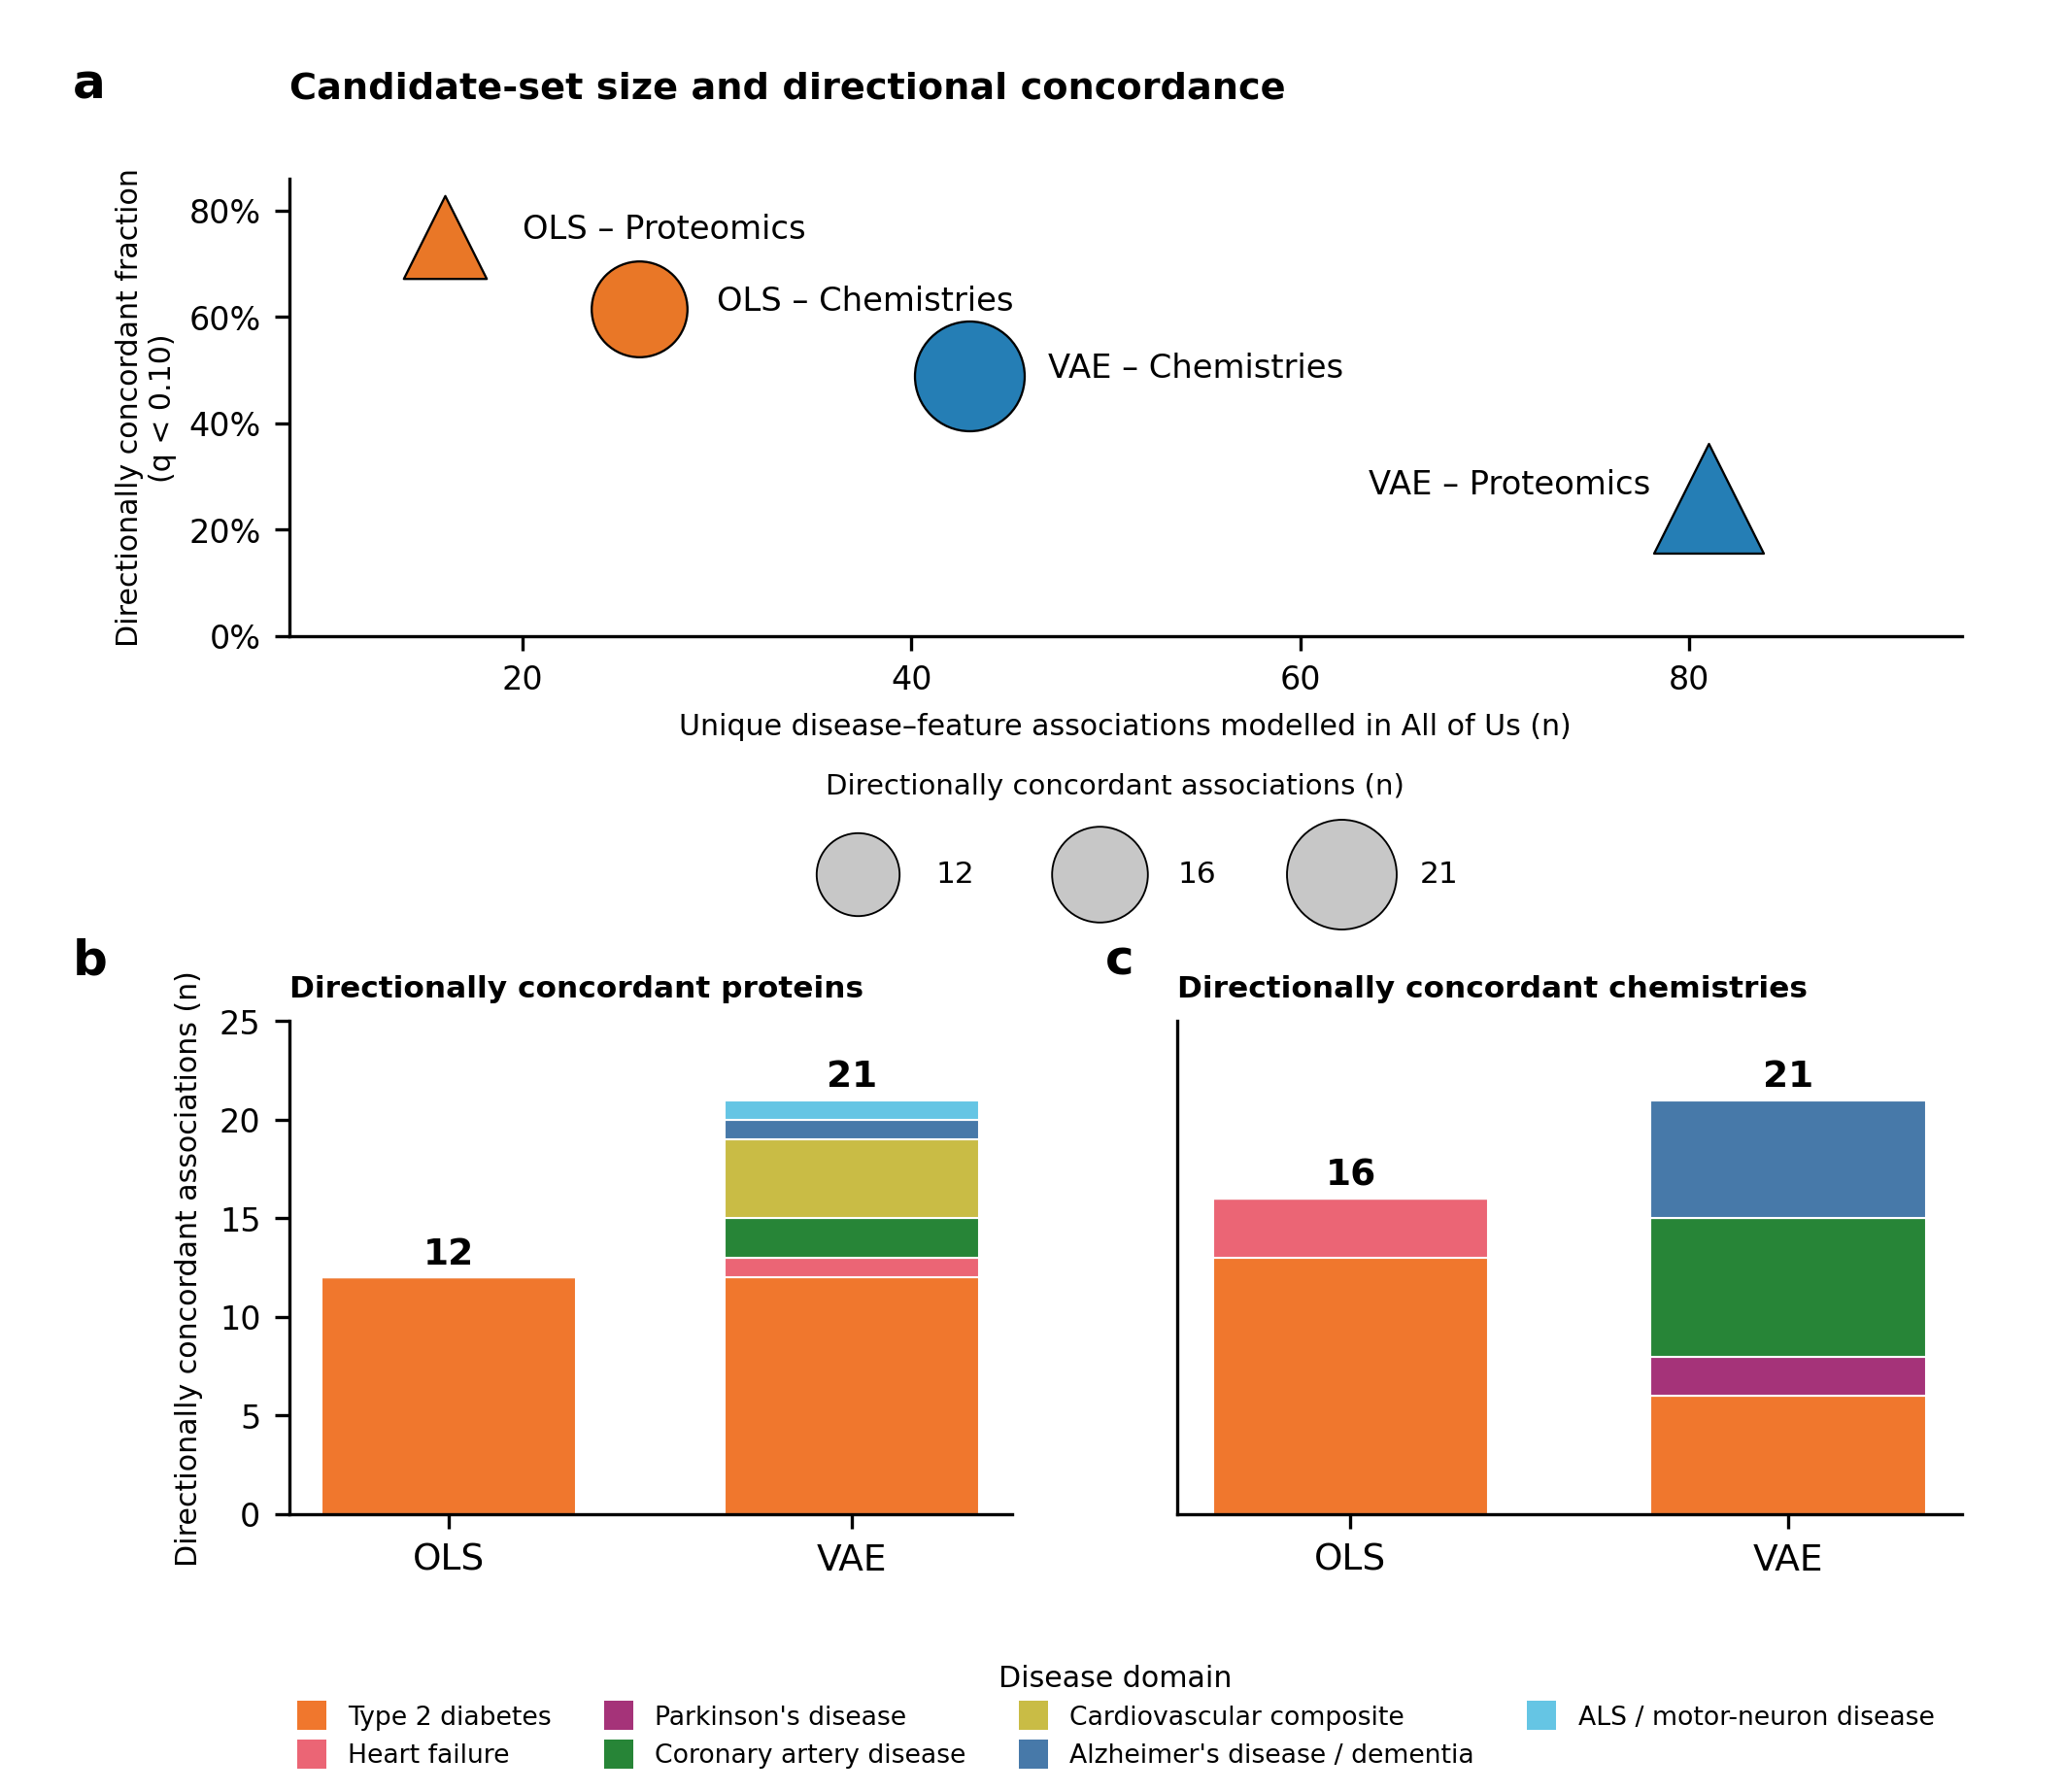 a
Candidate-set size and directional concordance
Directionally concordant fraction
(q < 0.10)
80%
60%
40%
20%
0%
OLS – Proteomics
OLS – Chemistries
VAE – Chemistries
VAE – Proteomics
20 40 60 80
Unique disease–feature associations modelled in All of Us (n)
Directionally concordant associations (n)
12 16 21
b
Directionally concordant proteins
Directionally concordant associations (n)
25
20
15
10
5
0
12
21
OLS VAE
c
Directionally concordant chemistries
16
21
OLS VAE
Disease domain
Type 2 diabetes
Heart failure
Parkinson's disease
Coronary artery disease
Cardiovascular composite
Alzheimer's disease / dementia
ALS / motor-neuron disease